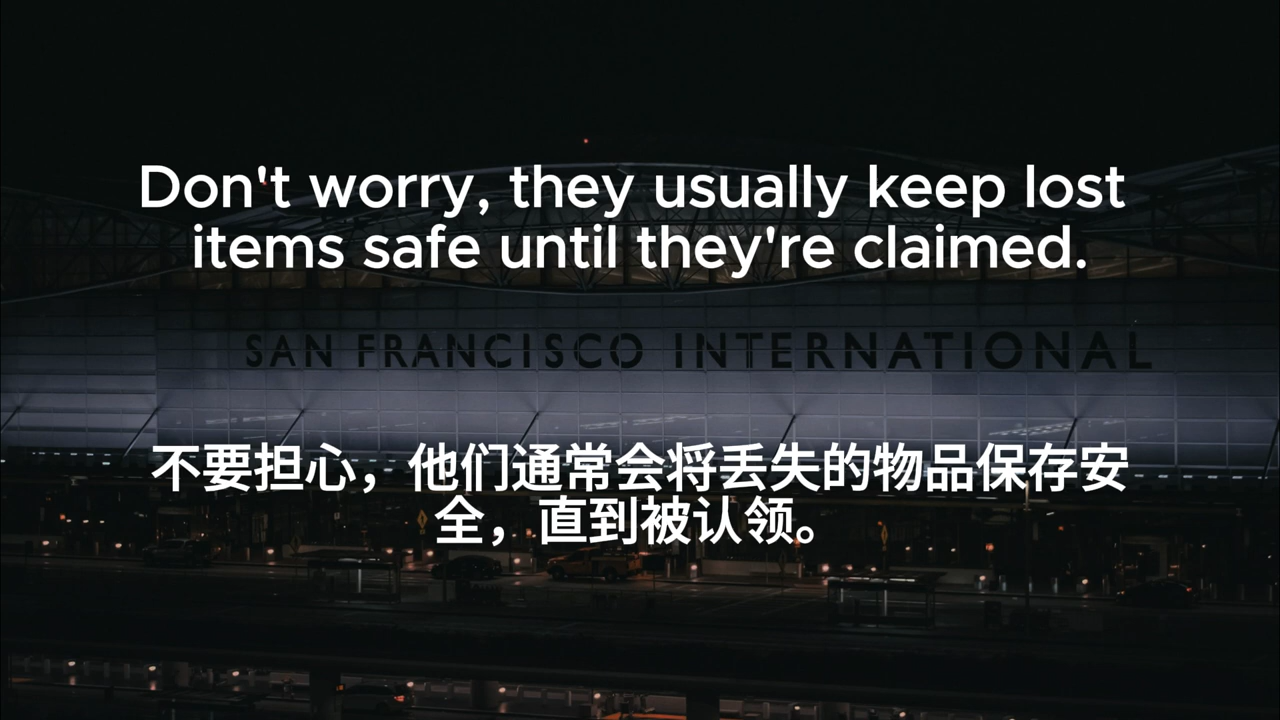 Don't worry, they usually keep lost
items safe until they're claimed.
SAN FRANCISCO INTERNATIONAL
不要担心，他们通常会将丢失的物品保存安
全，直到被认领。